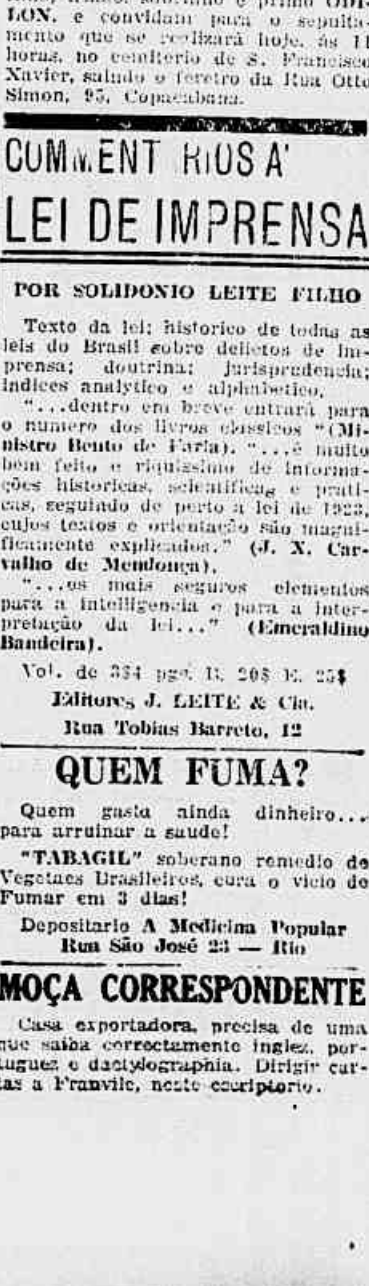 LON, e convidam para o sepulta-
mento que se realizará hoje, ás 11
horas, no cemiterio de S. Francisco
Xavier, saindo o feretro da Rua Otto
Simon, 95, Copacabana.
COMMENT RIOS A'
LEI DE IMPRENSA
POR SOLIDONIO LEITE FILHO
Texto da lei; historico de todas as
leis do Brasil sobre delictos de im-
prensa; doutrina; jurisprudencia;
indices analytico e alphabetico.
"...dentro em breve entrará para
o numero dos livros classicos "(Mi-
nistro Bento de Faria). "...é muito
bem feito e riquissimo de informa-
ções historicas, scientificas e prati-
cas, seguindo de perto a lei de 1923,
cujos textos e orientação são magni-
ficamente explicados." (J. X. Car-
valho de Mendonça).
"...os mais seguros elementos
para a intelligencia e para a inter-
pretação da lei..." (Emeraldino
Bandeira).
Vol. de 334 pgs. B. 20$ E. 25$
Editores J. LEITE & Cia.
Rua Tobias Barreto, 12
QUEM FUMA?
Quem gasta ainda dinheiro...
para arruinar a saude!
"TABAGIL" soberano remedio de
Vegetaes Brasileiros, cura o vicio de
Fumar em 3 dias!
Depositario A Medicina Popular
Rua São José 23 — Rio
MOÇA CORRESPONDENTE
Casa exportadora, precisa de uma
que saiba correctamente inglez, por-
tuguez e dactylographia. Dirigir car-
tas a Franvile, neste escriptorio.